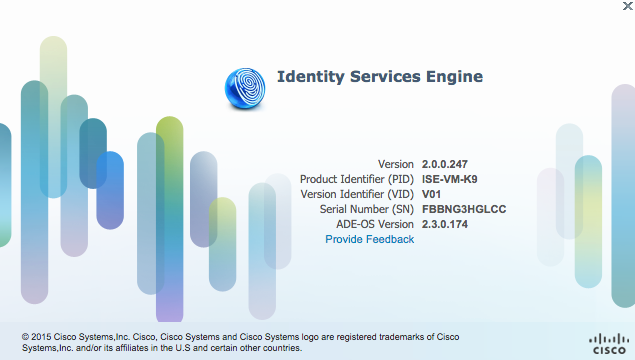 Identity Services Engine
Version 2.0.0.247
Product Identifier (PID) ISE-VM-K9
Version Identifier (VID) V01
Serial Number (SN) FBBNG3HGLCC
ADE-OS Version 2.3.0.174
Provide Feedback
© 2015 Cisco Systems,Inc. Cisco, Cisco Systems and Cisco Systems logo are registered trademarks of Cisco
Systems,Inc. and/or its affiliates in the U.S and certain other countries.
CISCO